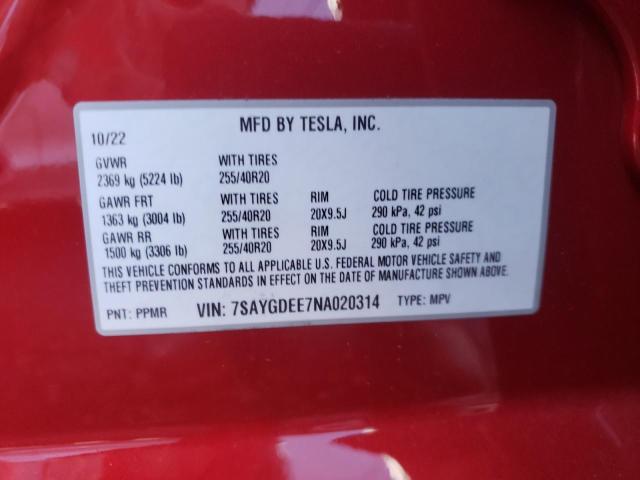 MFD BY TESLA, INC.
10/22
GVWR WITH TIRES
2369 kg (5224 lb) 255/40R20
GAWR FRT WITH TIRES RIM COLD TIRE PRESSURE
1363 kg (3004 lb) 255/40R20 20X9.5J 290 kPa, 42 psi
GAWR RR WITH TIRES RIM COLD TIRE PRESSURE
1500 kg (3306 lb) 255/40R20 20X9.5J 290 kPa, 42 psi
THIS VEHICLE CONFORMS TO ALL APPLICABLE U.S. FEDERAL MOTOR VEHICLE SAFETY AND
THEFT PREVENTION STANDARDS IN EFFECT ON THE DATE OF MANUFACTURE SHOWN ABOVE.
PNT: PPMR VIN: 7SAYGDEE7NA020314 TYPE: MPV